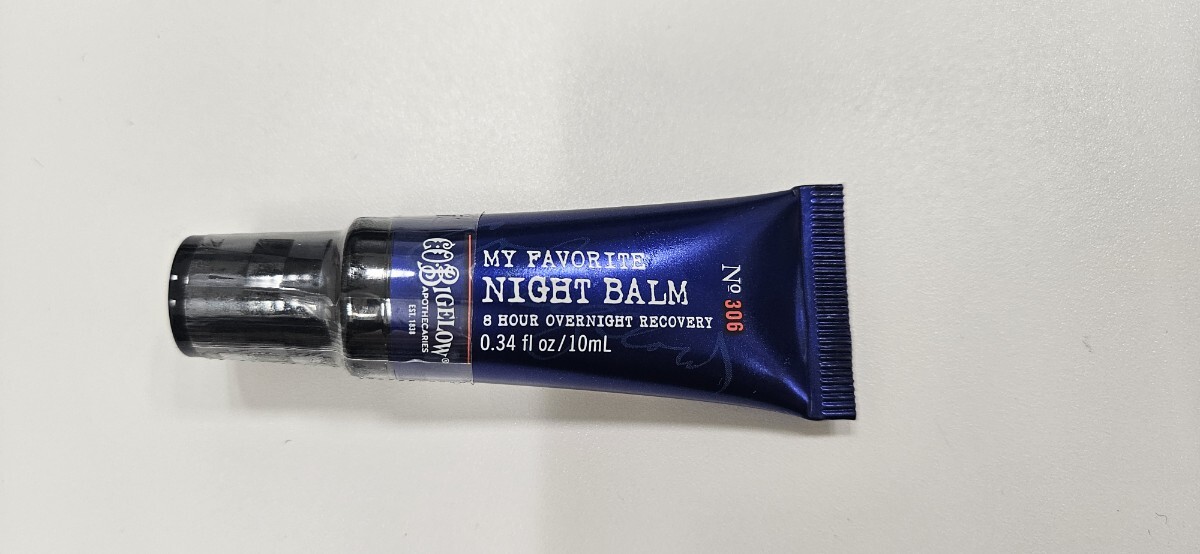 C.O.BIGELOW®
APOTHECARIES
EST. 1838
MY FAVORITE
NIGHT BALM
8 HOUR OVERNIGHT RECOVERY
0.34 fl oz/10mL
Nº 306